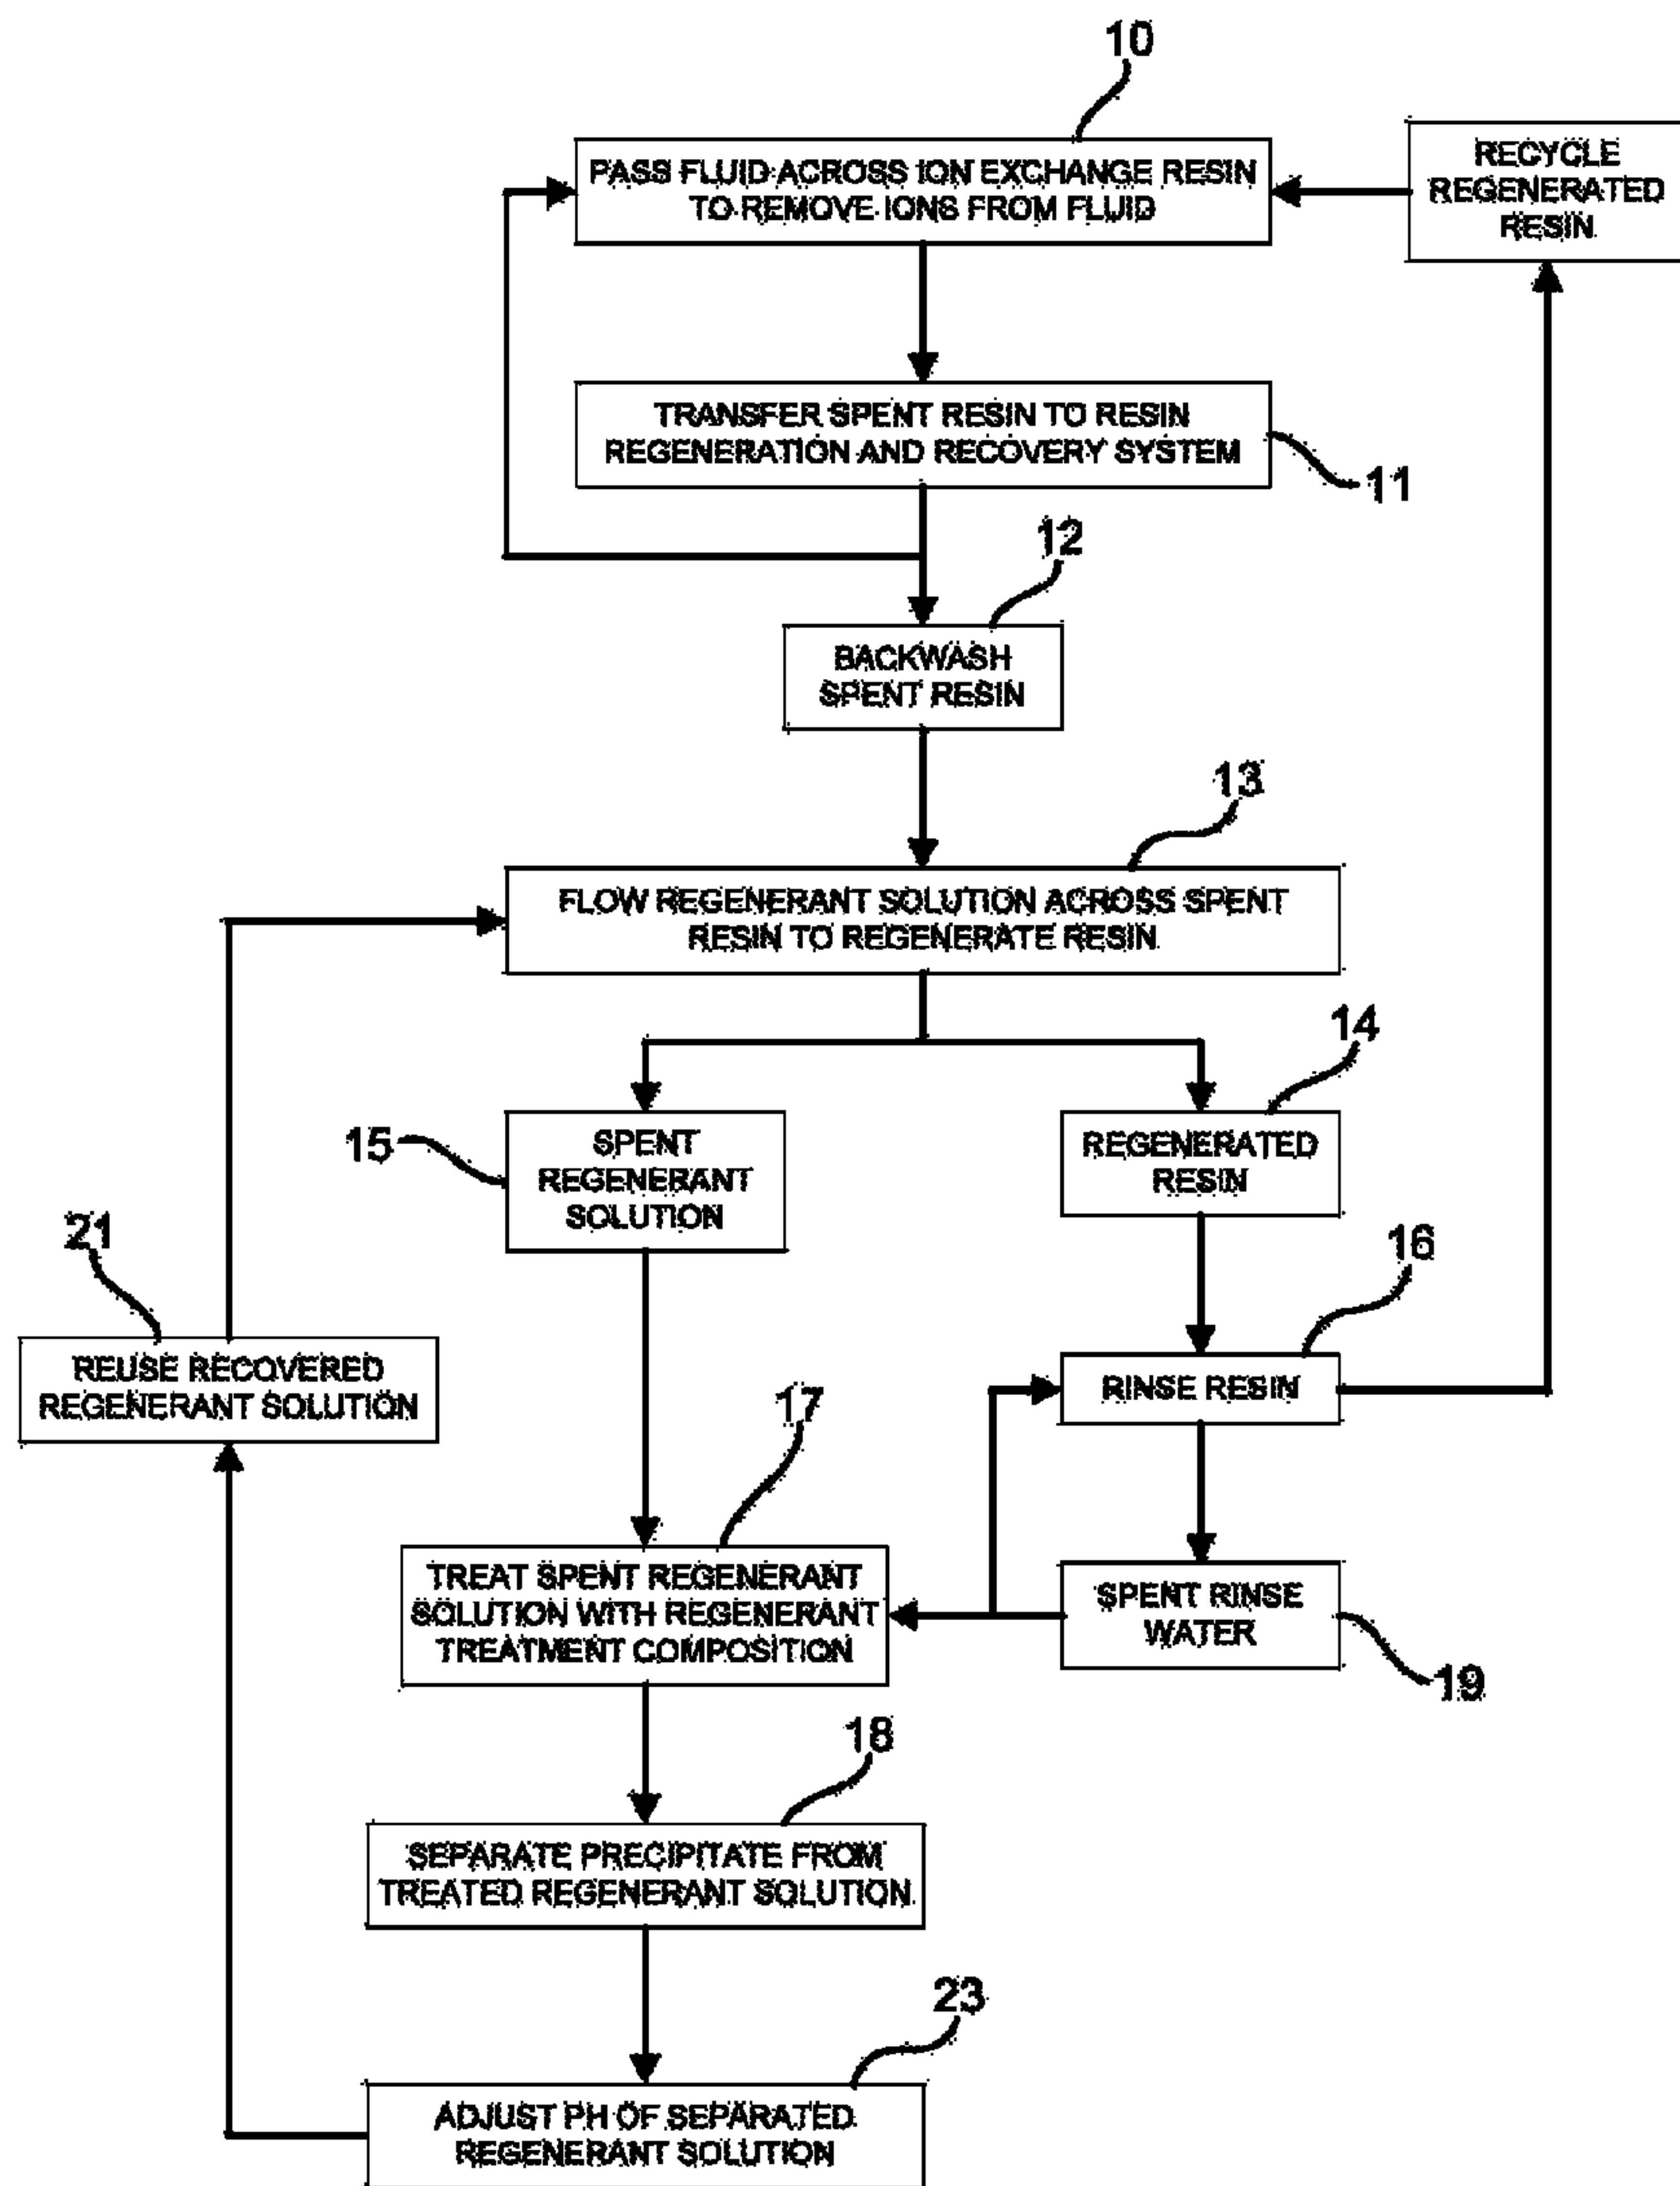 10
PASS FLUID ACROSS ION EXCHANGE RESIN
TO REMOVE IONS FROM FLUID
RECYCLE
REGENERATED
RESIN
TRANSFER SPENT RESIN TO RESIN
REGENERATION AND RECOVERY SYSTEM
11
12
BACKWASH
SPENT RESIN
13
FLOW REGENERANT SOLUTION ACROSS SPENT
RESIN TO REGENERATE RESIN
14
15
SPENT
REGENERANT
SOLUTION
REGENERATED
RESIN
21
16
REUSE RECOVERED
REGENERANT SOLUTION
RINSE RESIN
17
TREAT SPENT REGENERANT
SOLUTION WITH REGENERANT
TREATMENT COMPOSITION
SPENT RINSE
WATER
19
18
SEPARATE PRECIPITATE FROM
TREATED REGENERANT SOLUTION
23
ADJUST PH OF SEPARATED
REGENERANT SOLUTION